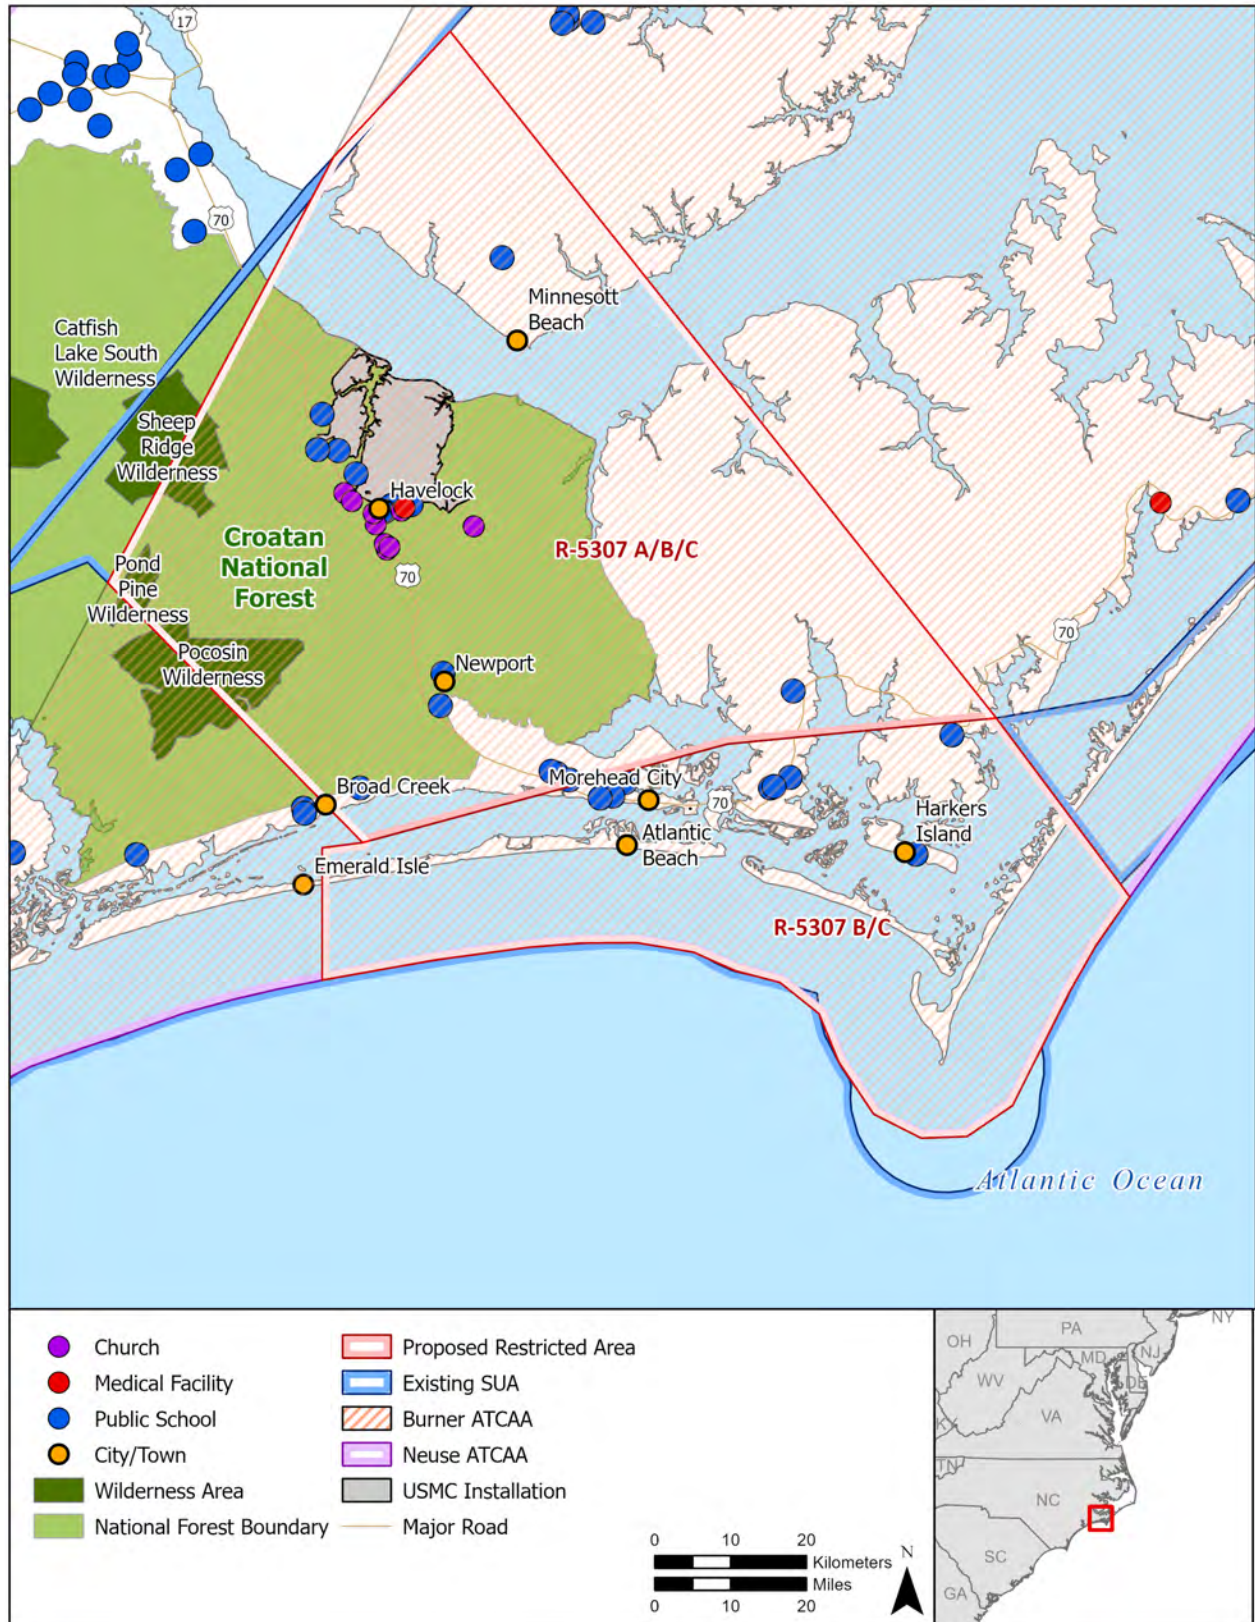 17
70
Minnesott
Beach
Catfish
Lake South
Wilderness
Sheep
Ridge
Wilderness
Havelock
Croatan
National
Forest
R-5307 A/B/C
70
Pond
Pine
Wilderness
70
Pocosin
Wilderness
Newport
Broad Creek
Morehead City
70
Harkers
Island
Atlantic
Beach
Emerald Isle
R-5307 B/C
Atlantic Ocean
Church
Medical Facility
Public School
City/Town
Wilderness Area
National Forest Boundary
Proposed Restricted Area
Existing SUA
Burner ATCAA
Neuse ATCAA
USMC Installation
Major Road
0 10 20
Kilometers
Miles
0 10 20
N
NY
PA
OH
NJ
MD
DE
WV
VA
KY
TN
NC
SC
GA